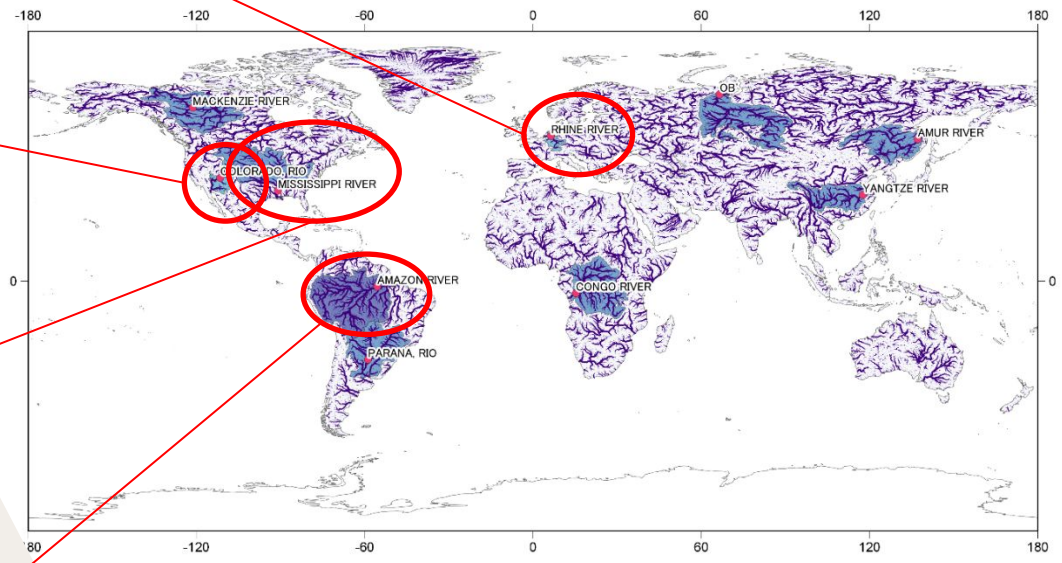 -180 -120 -60 0 60 120 180
OB
MACKENZIE RIVER
RHINE RIVER
AMUR RIVER
COLORADO, RIO
MISSISSIPPI RIVER
YANGTZE RIVER
0 0
AMAZON RIVER
CONGO RIVER
PARANA, RIO
80 -120 -60 0 60 120 180